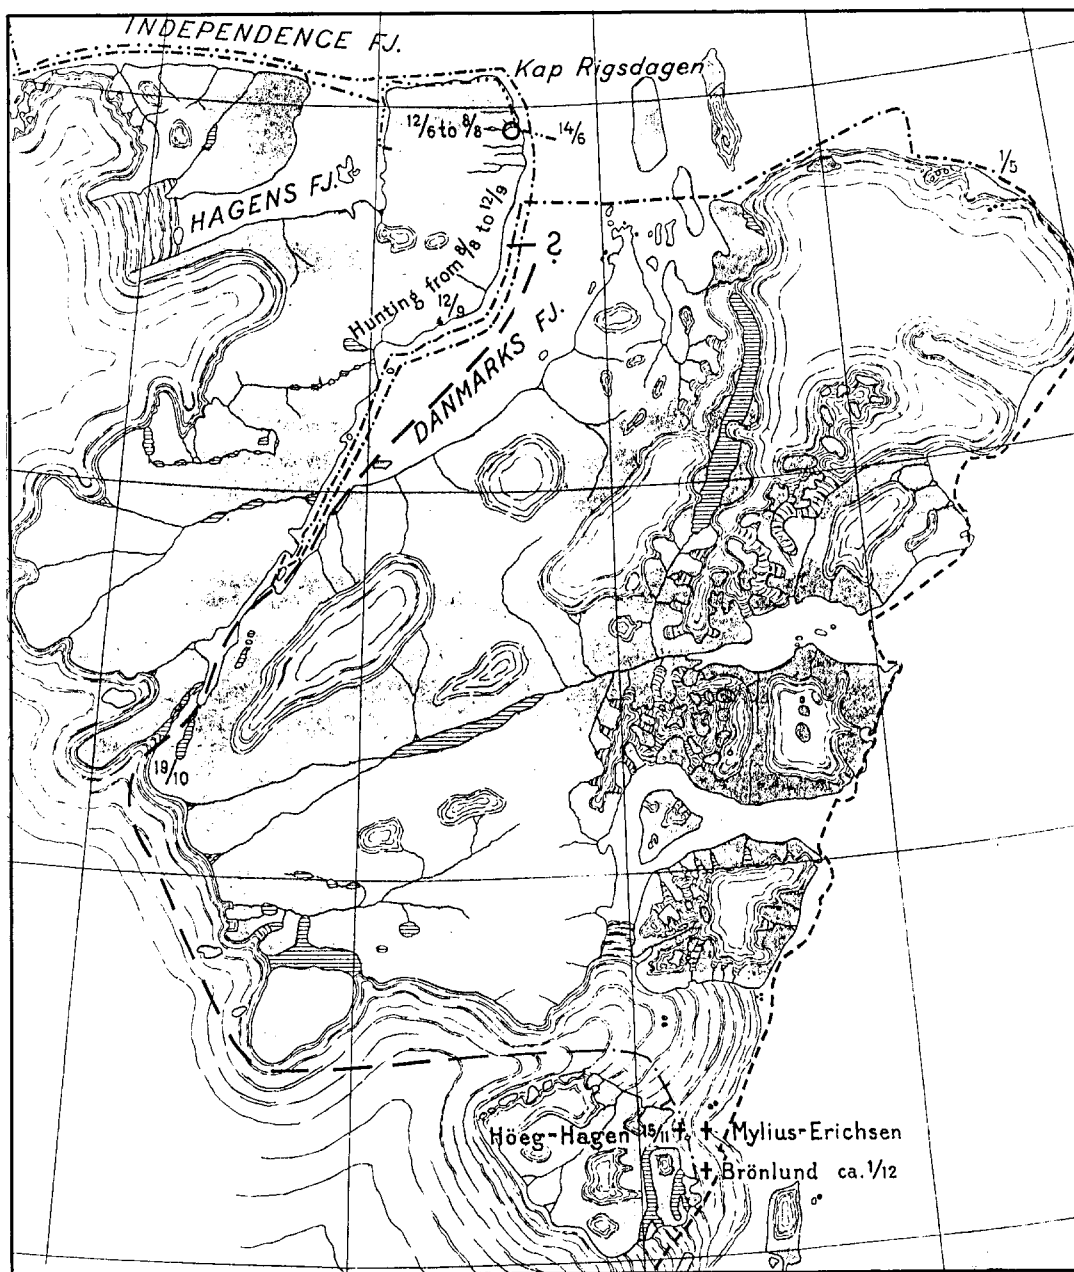 INDEPENDENCE FJ.
Kap Rigsdagen
12/6 to 8/8
14/6
1/5
HAGENS FJ.
Hunting from 8/8 to 12/9
12/9
?
DANMARKS FJ.
19/10
Höeg-Hagen 15/11 † † Mylius-Erichsen
† Brönlund ca. 1/12